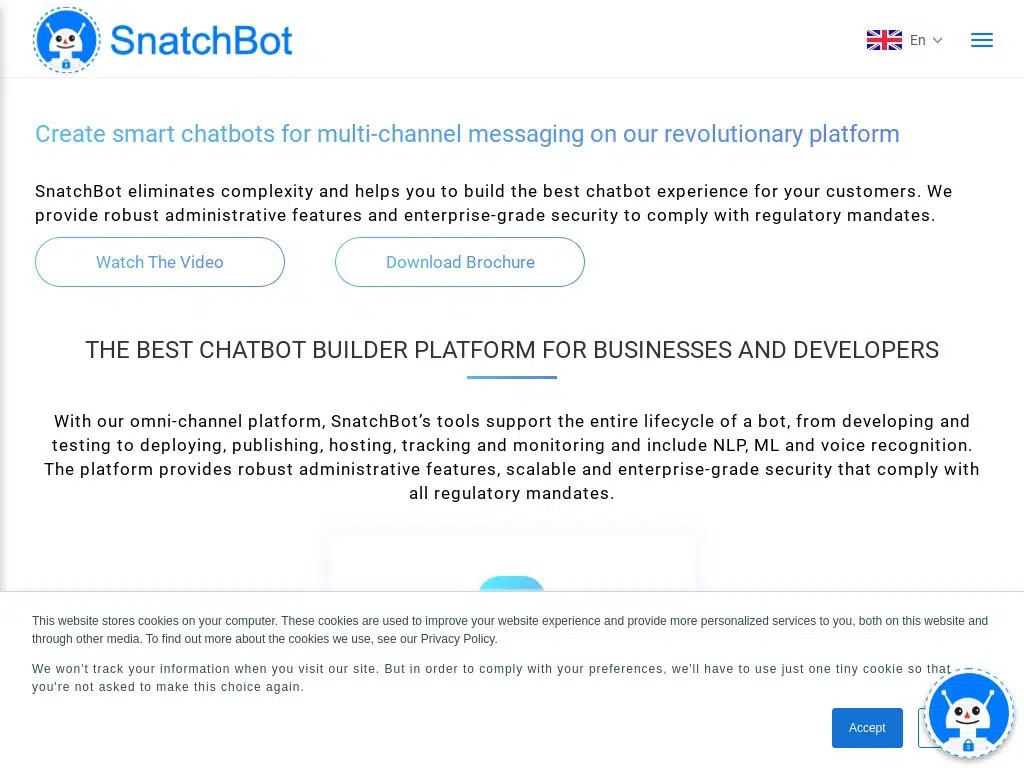 SnatchBot
En
Create smart chatbots for multi-channel messaging on our revolutionary platform
SnatchBot eliminates complexity and helps you to build the best chatbot experience for your customers. We
provide robust administrative features and enterprise-grade security to comply with regulatory mandates.
Watch The Video
Download Brochure
THE BEST CHATBOT BUILDER PLATFORM FOR BUSINESSES AND DEVELOPERS
With our omni-channel platform, SnatchBot’s tools support the entire lifecycle of a bot, from developing and
testing to deploying, publishing, hosting, tracking and monitoring and include NLP, ML and voice recognition.
The platform provides robust administrative features, scalable and enterprise-grade security that comply with
all regulatory mandates.
This website stores cookies on your computer. These cookies are used to improve your website experience and provide more personalized services to you, both on this website and
through other media. To find out more about the cookies we use, see our Privacy Policy.
We won't track your information when you visit our site. But in order to comply with your preferences, we'll have to use just one tiny cookie so that
you're not asked to make this choice again.
Accept